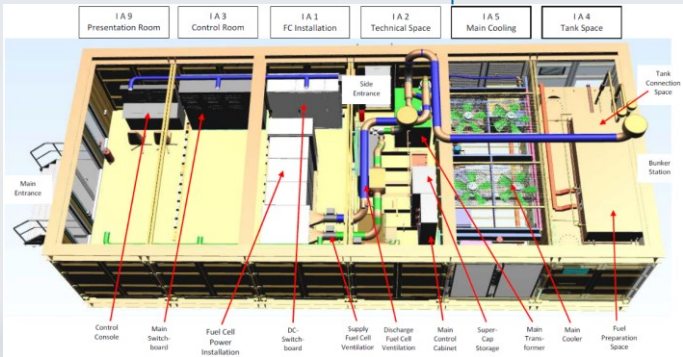 I A 9
Presentation Room
I A 3
Control Room
I A 1
FC Installation
I A 2
Technical Space
I A 5
Main Cooling
I A 4
Tank Space
Side
Entrance
Tank
Connection
Space
Main
Entrance
Bunker
Station
Control
Console
Main
Switch-
board
Fuel Cell
Power
Installation
DC-
Switch-
board
Supply
Fuel Cell
Ventilatior
Discharge
Fuel Cell
Ventilation
Main
Control
Cabinet
Super-
Cap
Storage
Main
Trans-
former
Main
Cooler
Fuel
Preparation
Space